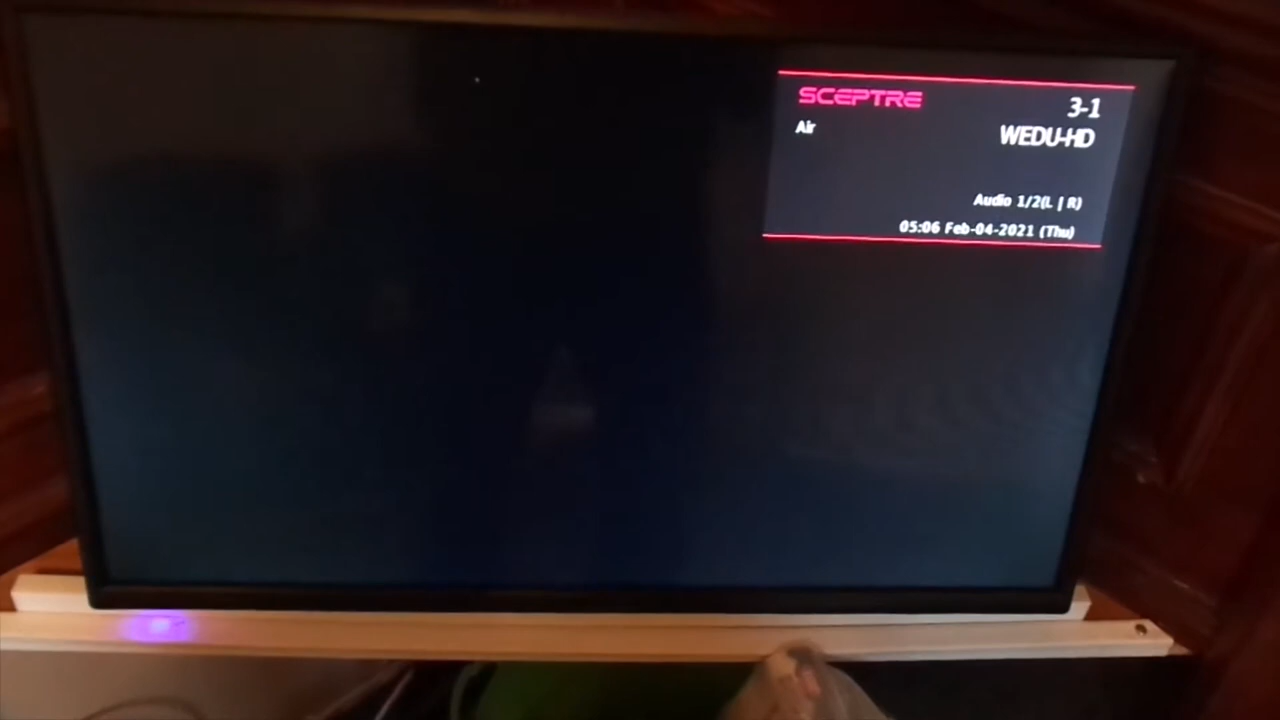 SCEPTRE
3-1
Air
WEDU-HD
Audio 1/2(L | R)
05:06 Feb-04-2021 (Thu)